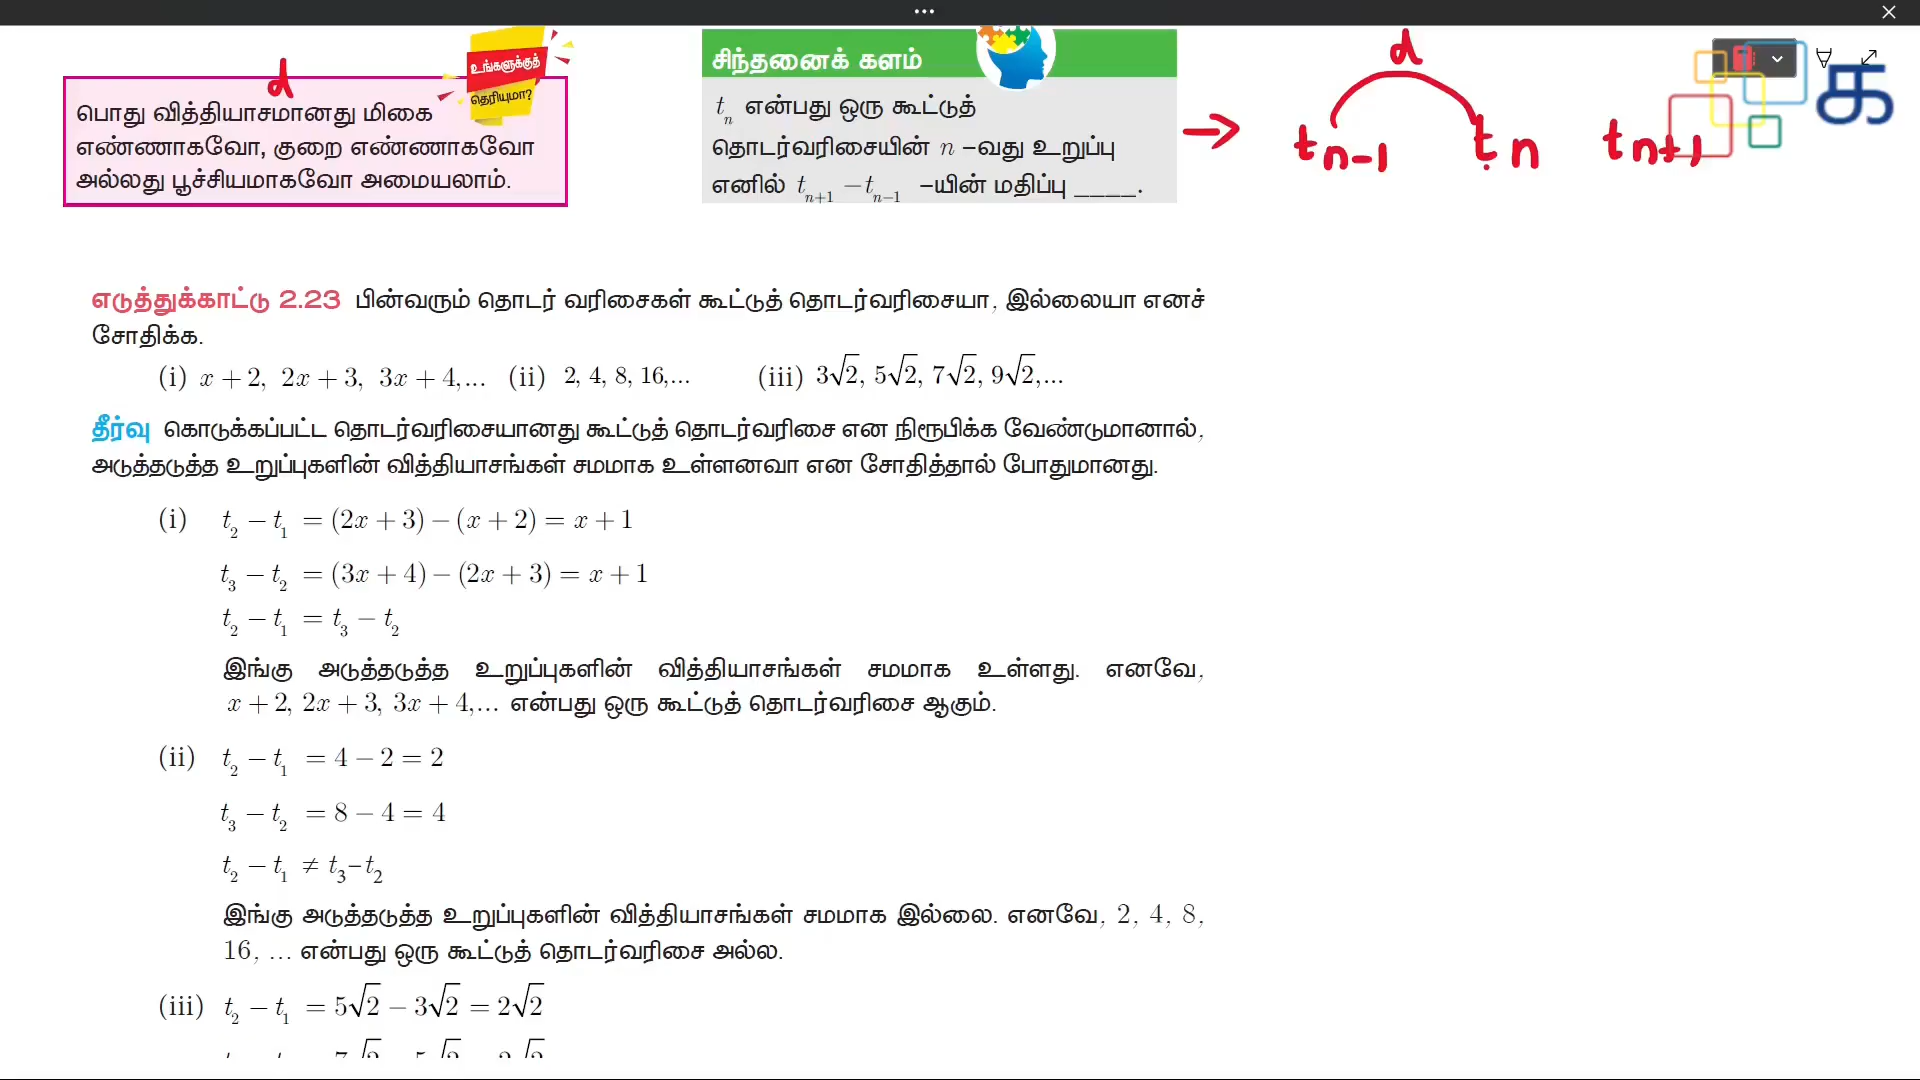 d
உங்களுக்குத்
தெரியுமா?
பொது வித்தியாசமானது மிகை
எண்ணாகவோ, குறை எண்ணாகவோ
அல்லது பூச்சியமாகவோ அமையலாம்.
சிந்தனைக் களம்
tₙ என்பது ஒரு கூட்டுத்
தொடர்வரிசையின் n –வது உறுப்பு
எனில் tₙ₊₁ – tₙ₋₁ –யின் மதிப்பு ____.
d
→ tₙ₋₁ tₙ tₙ₊₁
க
எடுத்துக்காட்டு 2.23 பின்வரும் தொடர் வரிசைகள் கூட்டுத் தொடர்வரிசையா, இல்லையா எனச்
சோதிக்க.
(i) x + 2, 2x + 3, 3x + 4,... (ii) 2, 4, 8, 16,... (iii) 3√2, 5√2, 7√2, 9√2,...
தீர்வு கொடுக்கப்பட்ட தொடர்வரிசையானது கூட்டுத் தொடர்வரிசை என நிரூபிக்க வேண்டுமானால்,
அடுத்தடுத்த உறுப்புகளின் வித்தியாசங்கள் சமமாக உள்ளனவா என சோதித்தால் போதுமானது.
(i) t₂ – t₁ = (2x + 3) – (x + 2) = x + 1
t₃ – t₂ = (3x + 4) – (2x + 3) = x + 1
t₂ – t₁ = t₃ – t₂
இங்கு அடுத்தடுத்த உறுப்புகளின் வித்தியாசங்கள் சமமாக உள்ளது. எனவே,
x + 2, 2x + 3, 3x + 4,... என்பது ஒரு கூட்டுத் தொடர்வரிசை ஆகும்.
(ii) t₂ – t₁ = 4 – 2 = 2
t₃ – t₂ = 8 – 4 = 4
t₂ – t₁ ≠ t₃–t₂
இங்கு அடுத்தடுத்த உறுப்புகளின் வித்தியாசங்கள் சமமாக இல்லை. எனவே, 2, 4, 8,
16, ... என்பது ஒரு கூட்டுத் தொடர்வரிசை அல்ல.
(iii) t₂ – t₁ = 5√2 – 3√2 = 2√2